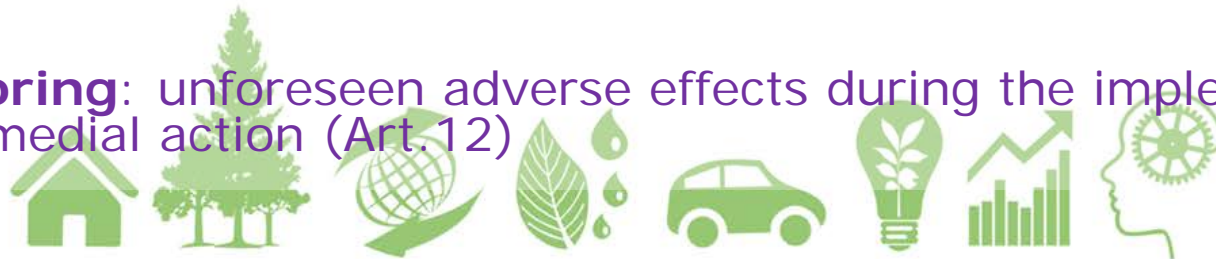 oring: unforeseen adverse effects during the imple
medial action (Art.12)